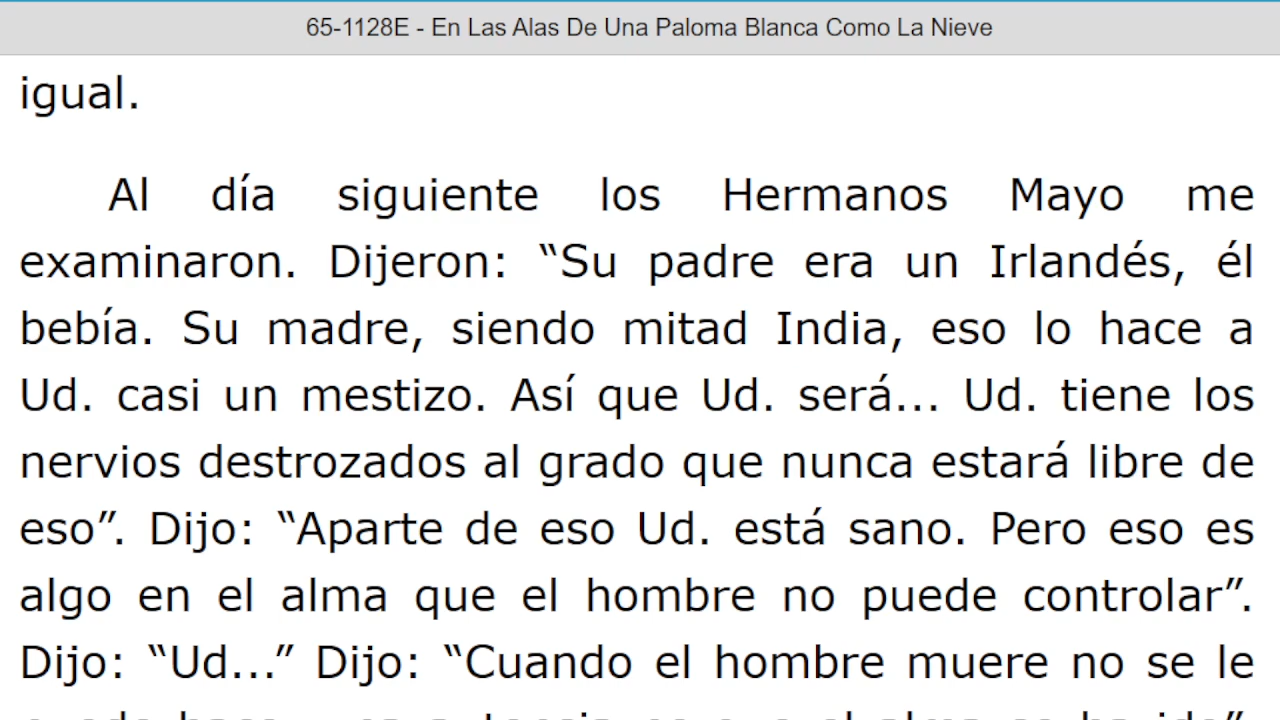 65-1128E - En Las Alas De Una Paloma Blanca Como La Nieve
igual.
Al día siguiente los Hermanos Mayo me
examinaron. Dijeron: “Su padre era un Irlandés, él
bebía. Su madre, siendo mitad India, eso lo hace a
Ud. casi un mestizo. Así que Ud. será... Ud. tiene los
nervios destrozados al grado que nunca estará libre de
eso”. Dijo: “Aparte de eso Ud. está sano. Pero eso es
algo en el alma que el hombre no puede controlar”.
Dijo: “Ud...” Dijo: “Cuando el hombre muere no se le